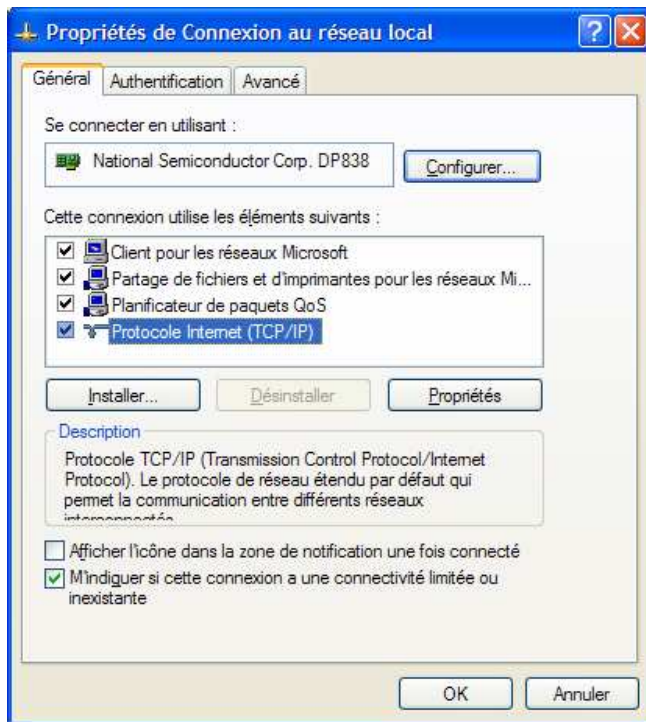 Propriétés de Connexion au réseau local
Général Authentification Avancé
Se connecter en utilisant :
National Semiconductor Corp. DP838
Configurer...
Cette connexion utilise les éléments suivants :
Client pour les réseaux Microsoft
Partage de fichiers et d'imprimantes pour les réseaux Mi...
Planificateur de paquets QoS
Protocole Internet (TCP/IP)
Installer... Désinstaller Propriétés
Description
Protocole TCP/IP (Transmission Control Protocol/Internet
Protocol). Le protocole de réseau étendu par défaut qui
permet la communication entre différents réseaux
interconnectés.
Afficher l'icône dans la zone de notification une fois connecté
M'indiquer si cette connexion a une connectivité limitée ou
inexistante
OK Annuler